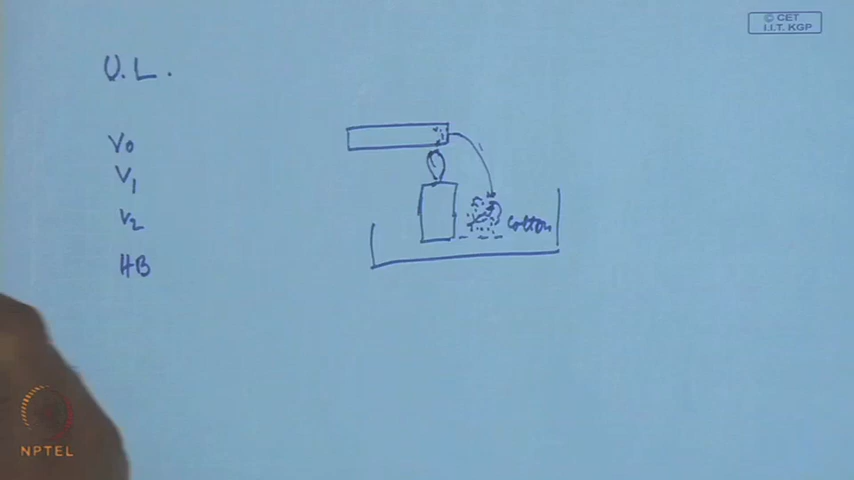 © CET
I.I.T. KGP
U.L.
V0
V1
V2
HB
Cotton
NPTEL